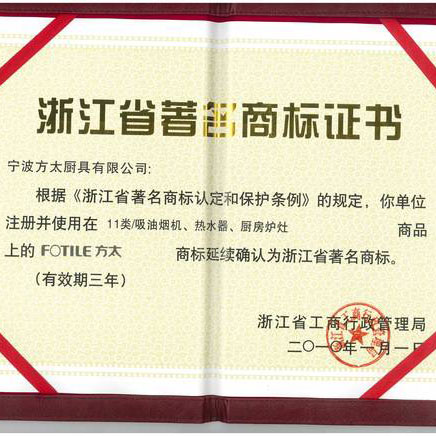 浙江省著名商标证书
宁波方太厨具有限公司:
根据《浙江省著名商标认定和保护条例》的规定，你单位
注册并使用在 11类/吸油烟机、热水器、厨房炉灶 商品
上的 FOTILE 方太 商标延续确认为浙江省著名商标。
(有效期三年)
浙江省工商行政管理局
二〇一〇年一月一日